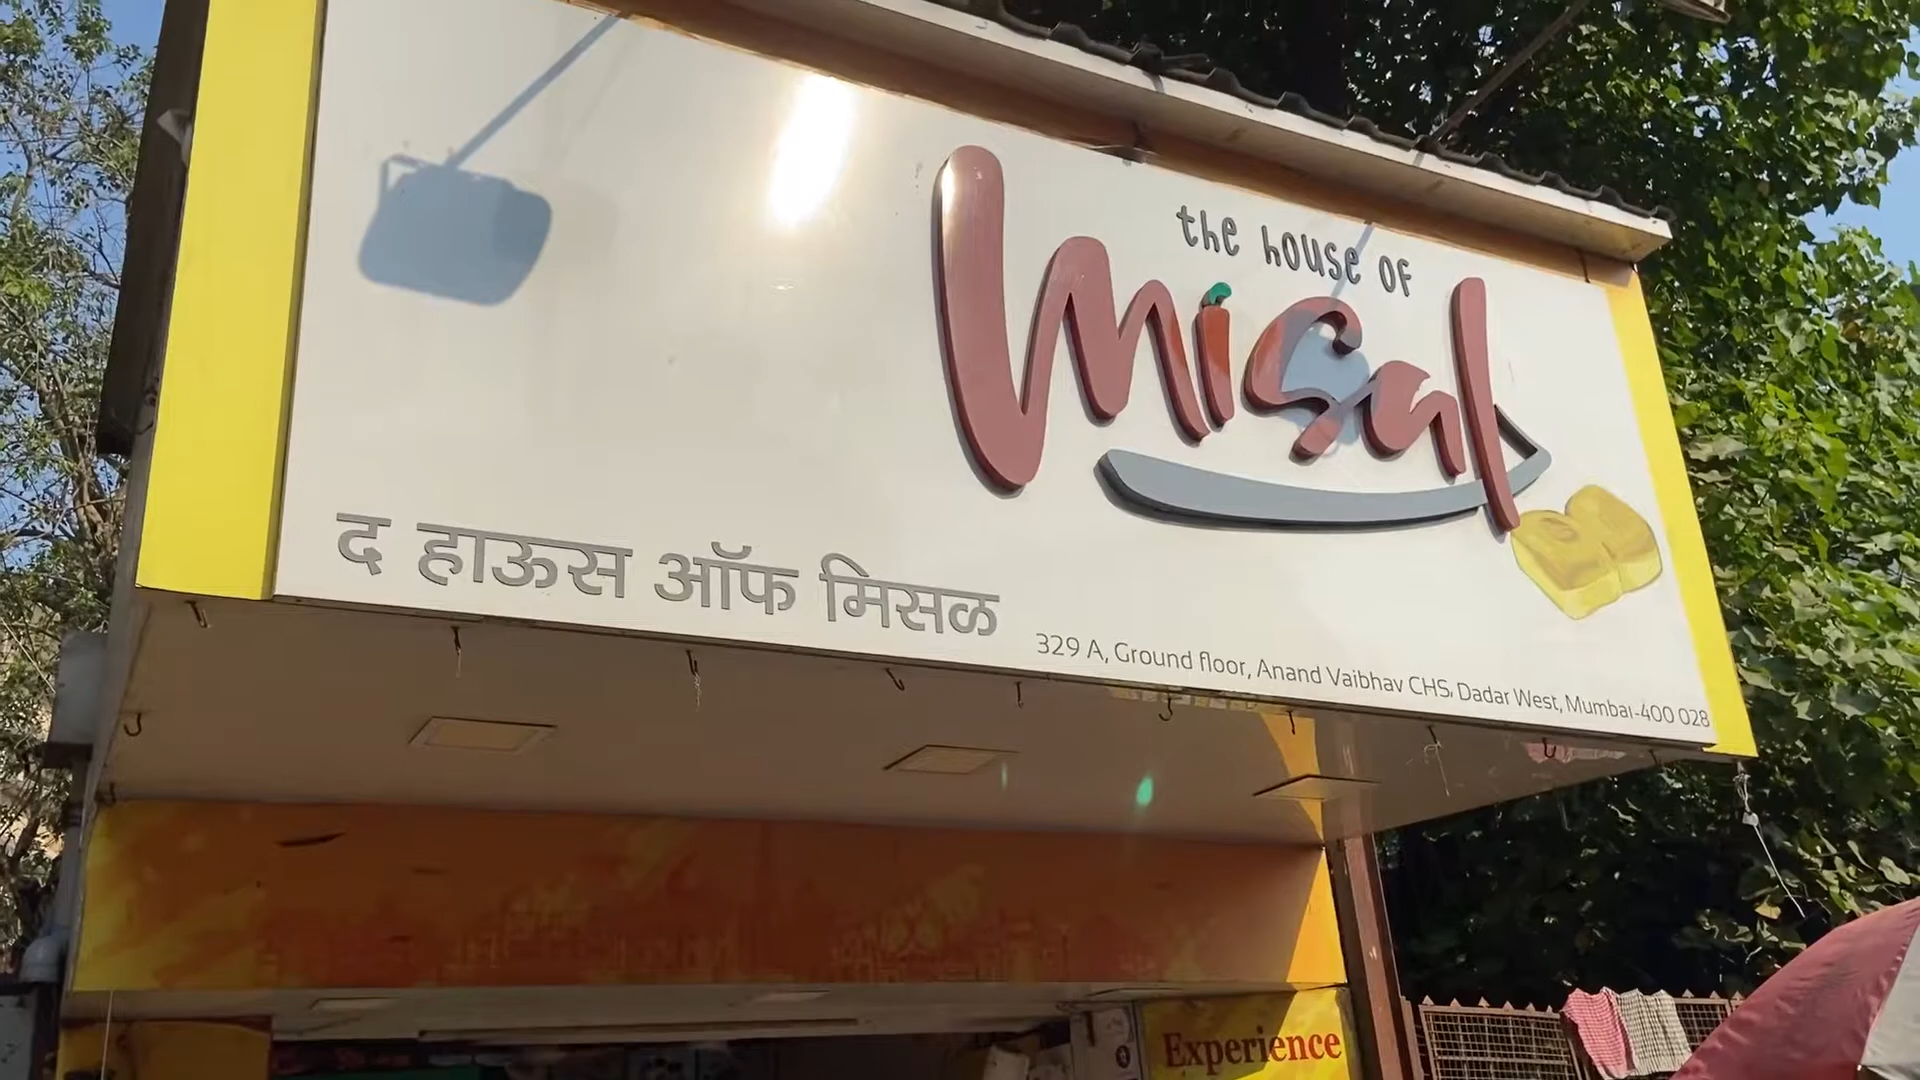 the house of
misal
द हाऊस ऑफ मिसळ
329 A, Ground floor, Anand Vaibhav CHS, Dadar West, Mumbai-400 028
Experience